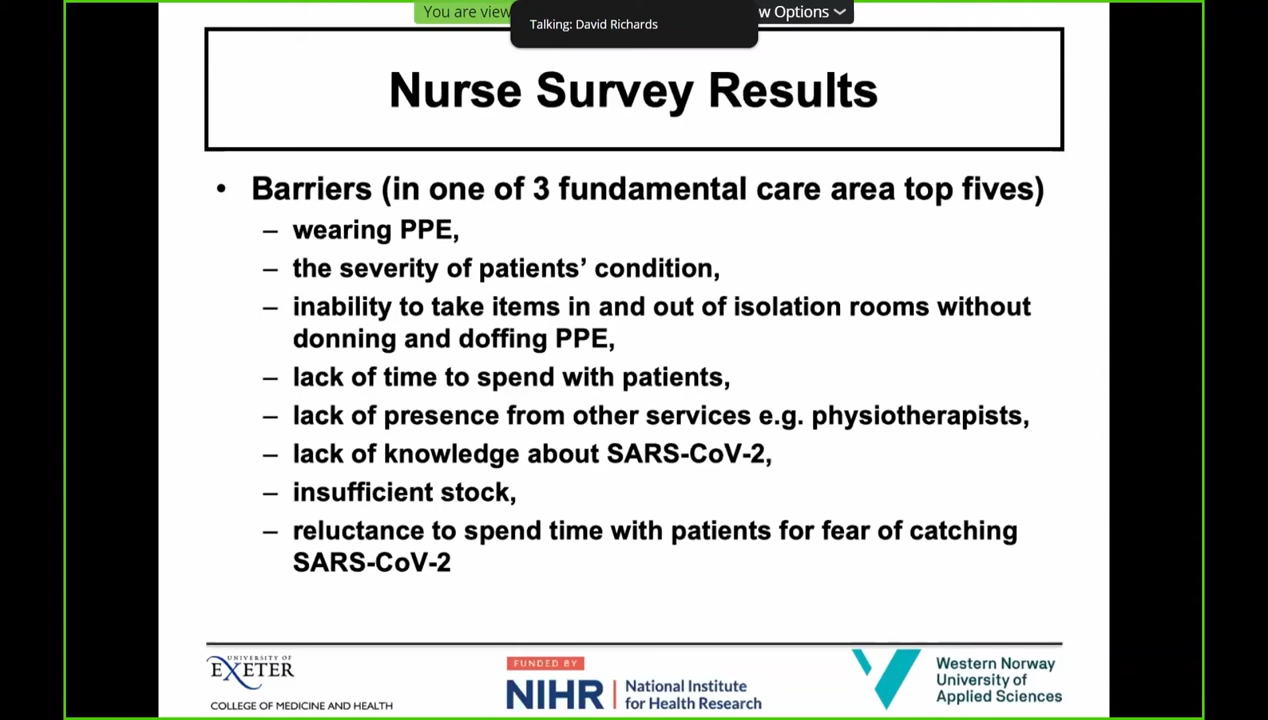 You are view
Talking: David Richards
w Options
Nurse Survey Results
• Barriers (in one of 3 fundamental care area top fives)
– wearing PPE,
– the severity of patients’ condition,
– inability to take items in and out of isolation rooms without
donning and doffing PPE,
– lack of time to spend with patients,
– lack of presence from other services e.g. physiotherapists,
– lack of knowledge about SARS-CoV-2,
– insufficient stock,
– reluctance to spend time with patients for fear of catching
SARS-CoV-2
UNIVERSITY OF
EXETER
COLLEGE OF MEDICINE AND HEALTH
FUNDED BY
NIHR | National Institute
for Health Research
Western Norway
University of
Applied Sciences